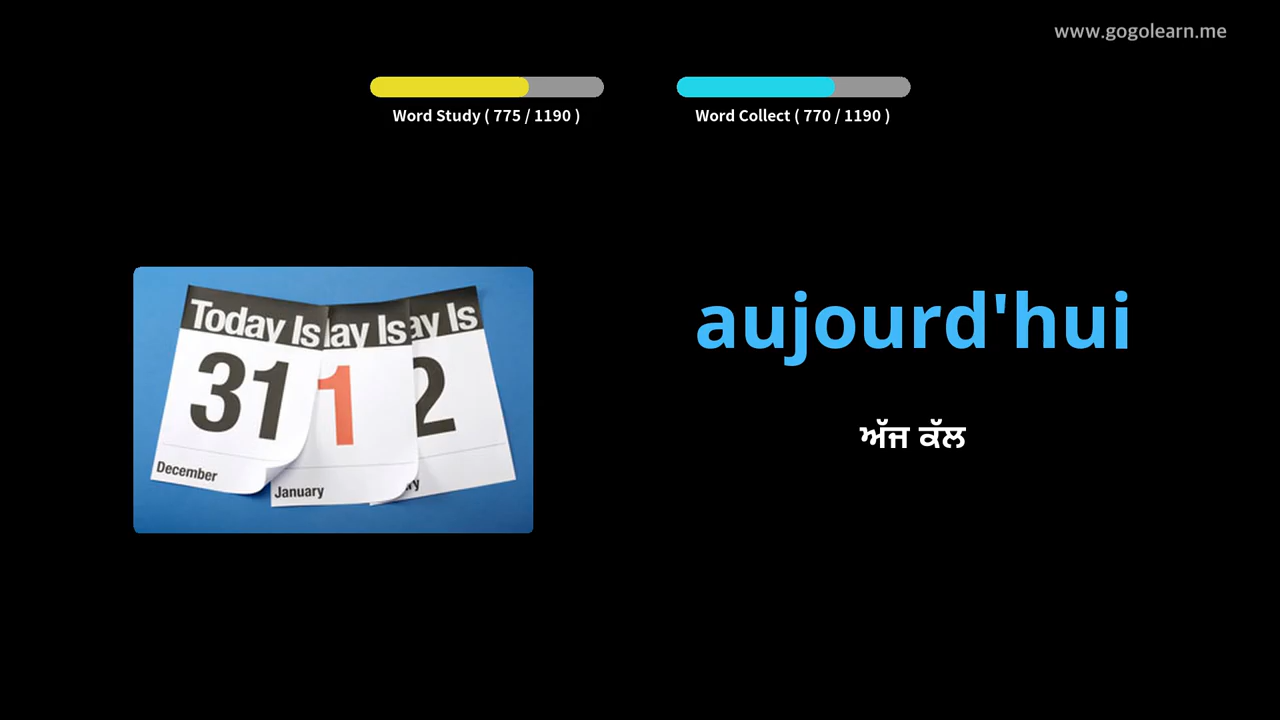 www.gogolearn.me
Word Study ( 775 / 1190 )
Word Collect ( 770 / 1190 )
Today Is
31
December
day Is
1
January
ay Is
2
ry
aujourd'hui
ਅੱਜ ਕੱਲ